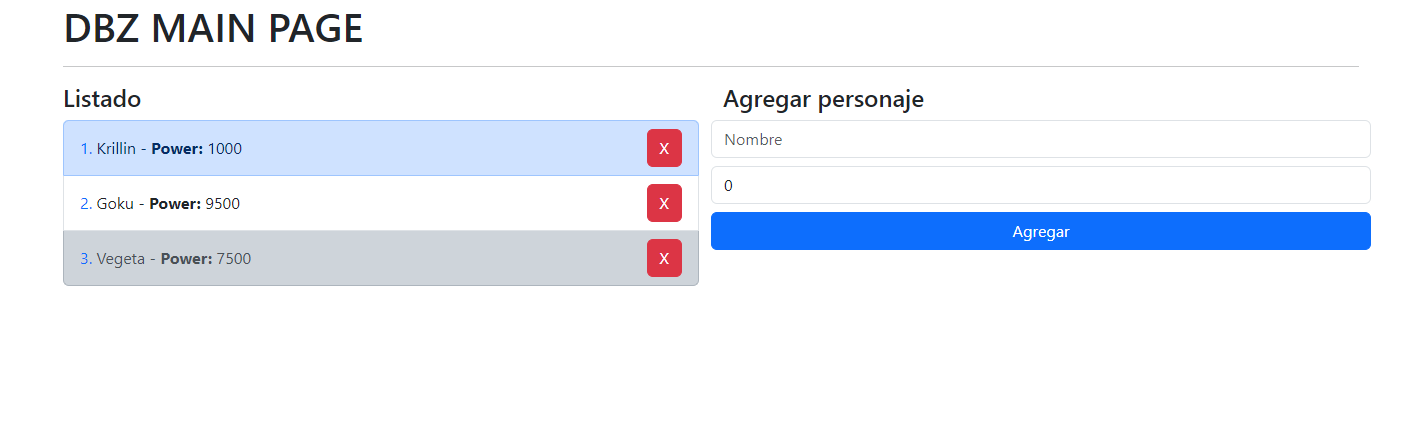 DBZ MAIN PAGE
Listado
1. Krillin - Power: 1000 X
2. Goku - Power: 9500 X
3. Vegeta - Power: 7500 X
Agregar personaje
Nombre
0
Agregar